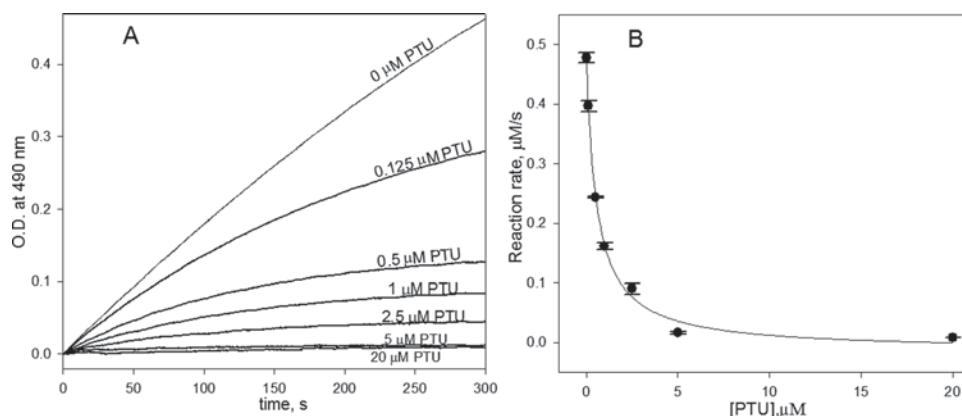 A
0 μM PTU
0.125 μM PTU
0.5 μM PTU
1 μM PTU
2.5 μM PTU
5 μM PTU
20 μM PTU
O.D. at 490 nm
0.4
0.3
0.2
0.1
0.0
0 50 100 150 200 250 300
time, s
B
Reaction rate, μM/s
0.5
0.4
0.3
0.2
0.1
0.0
0 5 10 15 20
[PTU],μM